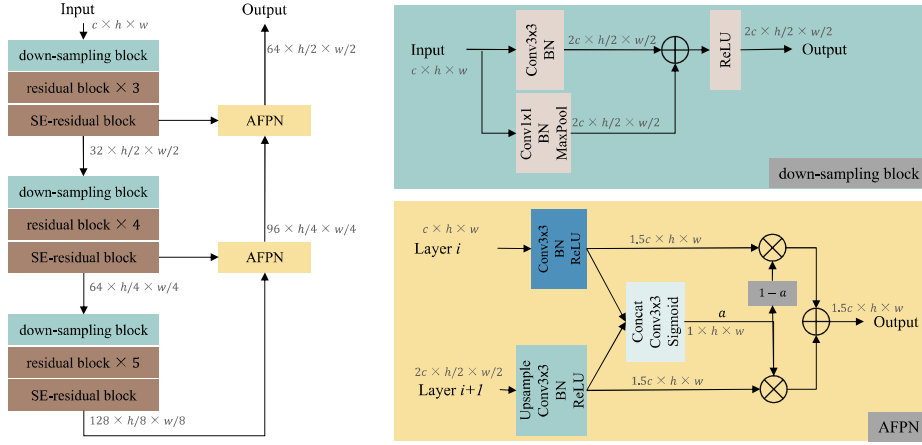 Input
c × h × w
down-sampling block
residual block × 3
SE-residual block
32 × h/2 × w/2
down-sampling block
residual block × 4
SE-residual block
64 × h/4 × w/4
down-sampling block
residual block × 5
SE-residual block
128 × h/8 × w/8
Output
64 × h/2 × w/2
AFPN
96 × h/4 × w/4
AFPN
Input
c × h × w
Conv3x3
BN
2c × h/2 × w/2
Conv1x1
BN
MaxPool
2c × h/2 × w/2
ReLU
2c × h/2 × w/2
Output
down-sampling block
c × h × w
Layer i
Conv3x3
BN
ReLU
1.5c × h × w
2c × h/2 × w/2
Layer i+1
Upsample
Conv3x3
BN
ReLU
1.5c × h × w
Concat
Conv3x3
Sigmoid
a
1 × h × w
1 − a
1.5c × h × w
Output
AFPN